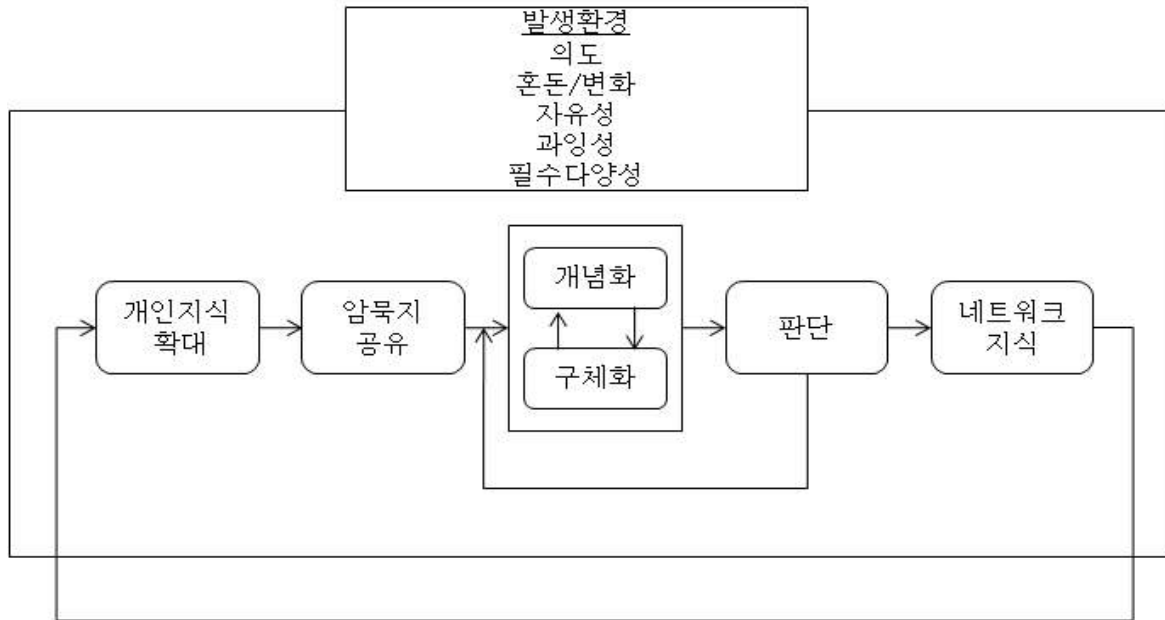 발생환경
의도
혼돈/변화
자유성
과잉성
필수다양성
개인지식
확대
암묵지
공유
개념화
구체화
판단
네트워크
지식